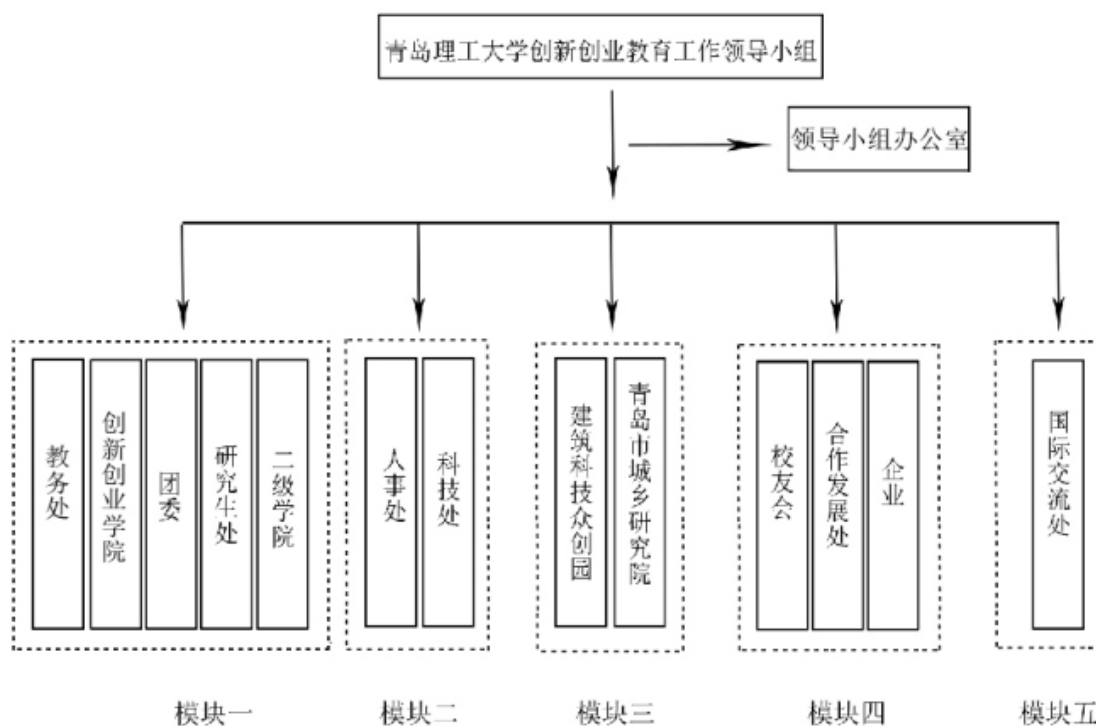 青岛理工大学创新创业教育工作领导小组
领导小组办公室
教务处
创新创业学院
团委
研究生处
二级学院
人事处
科技处
建筑科技众创园
青岛市城乡研究院
校友会
合作发展处
企业
国际交流处
模块一
模块二
模块三
模块四
模块五